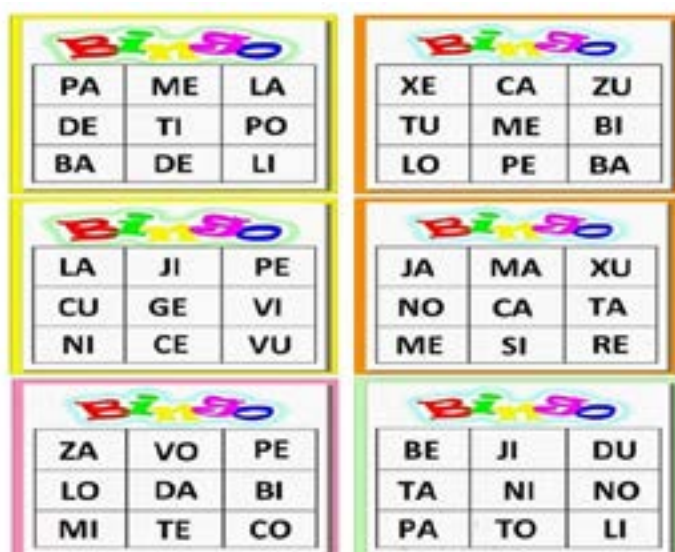 Bingo
PA ME LA
DE TI PO
BA DE LI
Bingo
XE CA ZU
TU ME BI
LO PE BA
Bingo
LA JI PE
CU GE VI
NI CE VU
Bingo
JA MA XU
NO CA TA
ME SI RE
Bingo
ZA VO PE
LO DA BI
MI TE CO
Bingo
BE JI DU
TA NI NO
PA TO LI